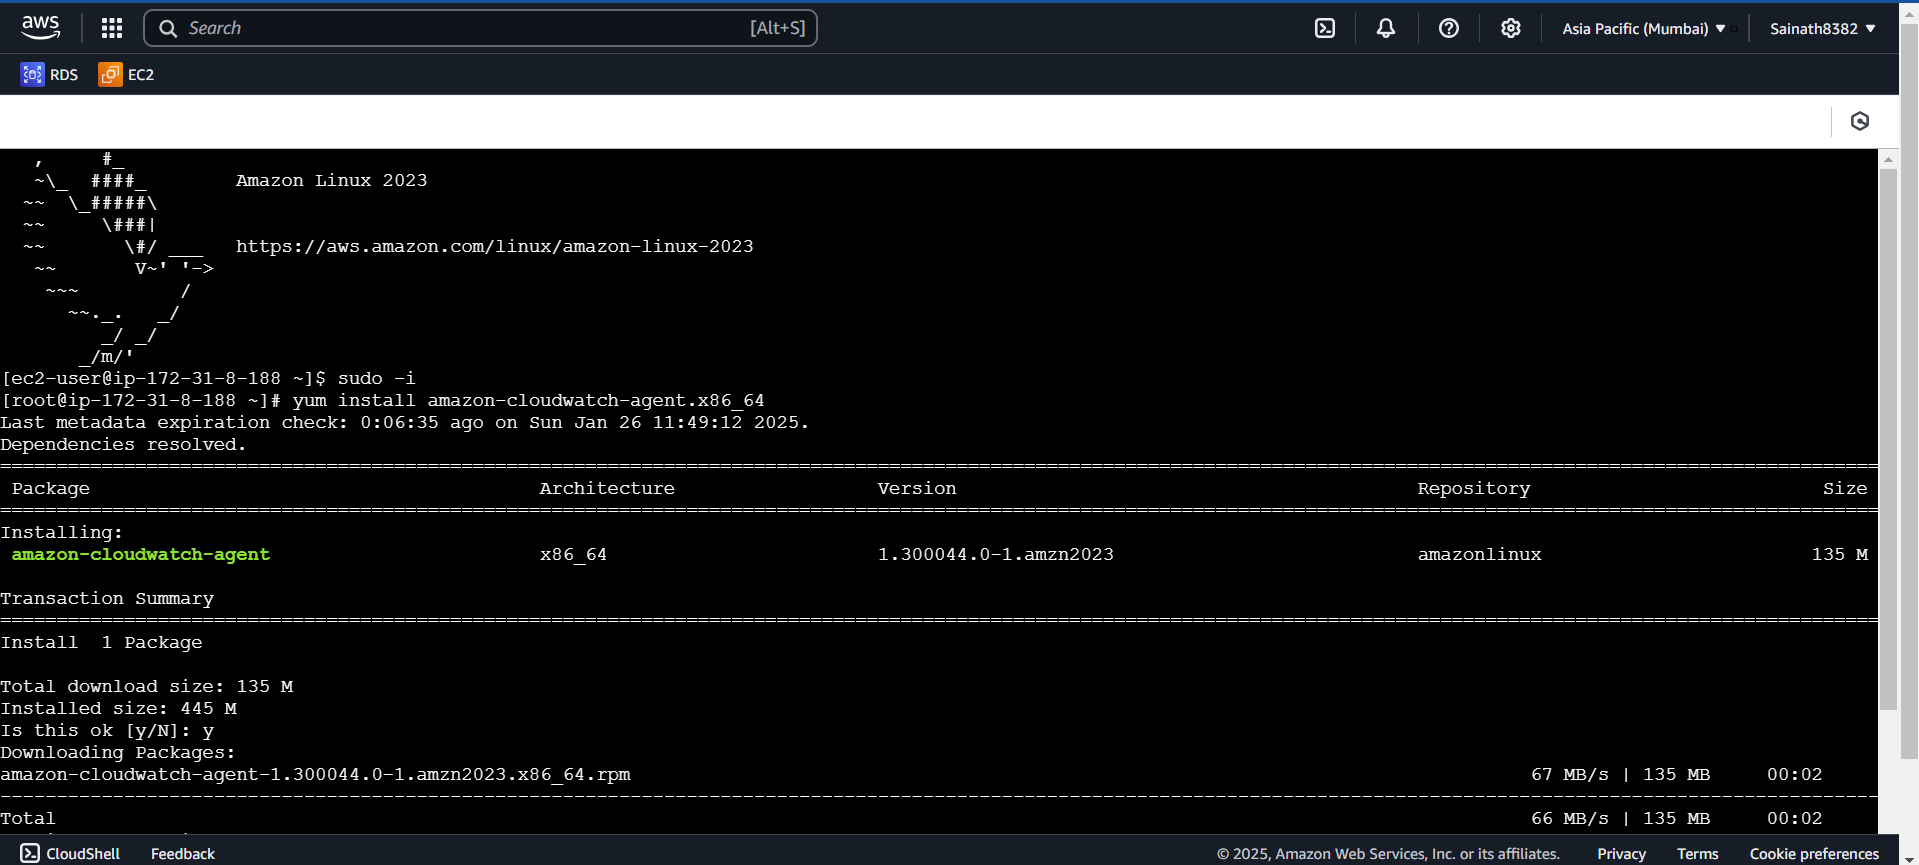 aws
Search [Alt+S]
Asia Pacific (Mumbai) Sainath8382
RDS EC2
   ,     #_
   ~\_  ####_        Amazon Linux 2023
  ~~  \_#####\
  ~~     \###|
  ~~       \#/ ___   https://aws.amazon.com/linux/amazon-linux-2023
   ~~       V~' '->
    ~~~         /
      ~~._.   _/
         _/ _/
       _/m/'
[ec2-user@ip-172-31-8-188 ~]$ sudo -i
[root@ip-172-31-8-188 ~]# yum install amazon-cloudwatch-agent.x86_64
Last metadata expiration check: 0:06:35 ago on Sun Jan 26 11:49:12 2025.
Dependencies resolved.
Package Architecture Version Repository Size
Installing:
amazon-cloudwatch-agent x86_64 1.300044.0-1.amzn2023 amazonlinux 135 M
Transaction Summary
Install  1 Package
Total download size: 135 M
Installed size: 445 M
Is this ok [y/N]: y
Downloading Packages:
amazon-cloudwatch-agent-1.300044.0-1.amzn2023.x86_64.rpm 67 MB/s | 135 MB 00:02
Total 66 MB/s | 135 MB 00:02
CloudShell Feedback © 2025, Amazon Web Services, Inc. or its affiliates. Privacy Terms Cookie preferences